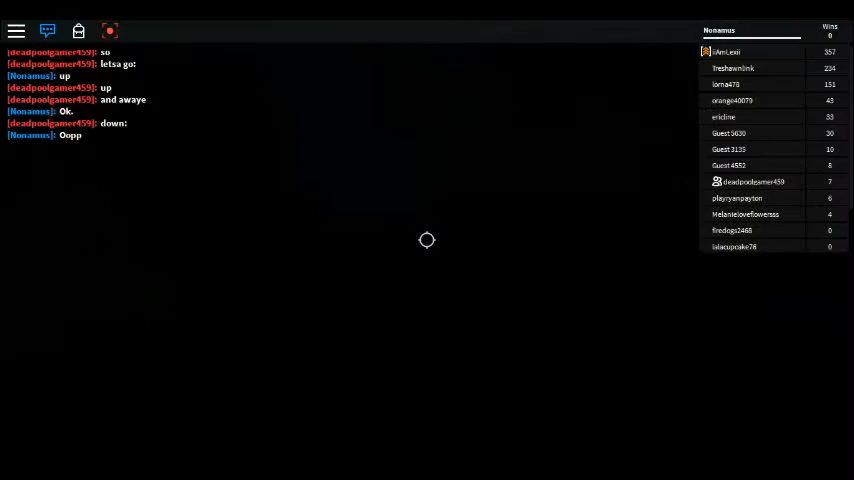 [deadpoolgamer459]: so
[deadpoolgamer459]: letsa go:
[Nonamus]: up
[deadpoolgamer459]: up
[deadpoolgamer459]: and awaye
[Nonamus]: Ok.
[deadpoolgamer459]: down:
[Nonamus]: Oopp
Nonamus Wins 0
iiAmLexii 357
Treshawnlink 234
lorna478 151
orange40079 43
ericline 33
Guest 5630 30
Guest 3135 10
Guest 4552 8
deadpoolgamer459 7
playryanpayton 6
Melanieloveflowersss 4
firedogs2468 0
lalacupcake76 0